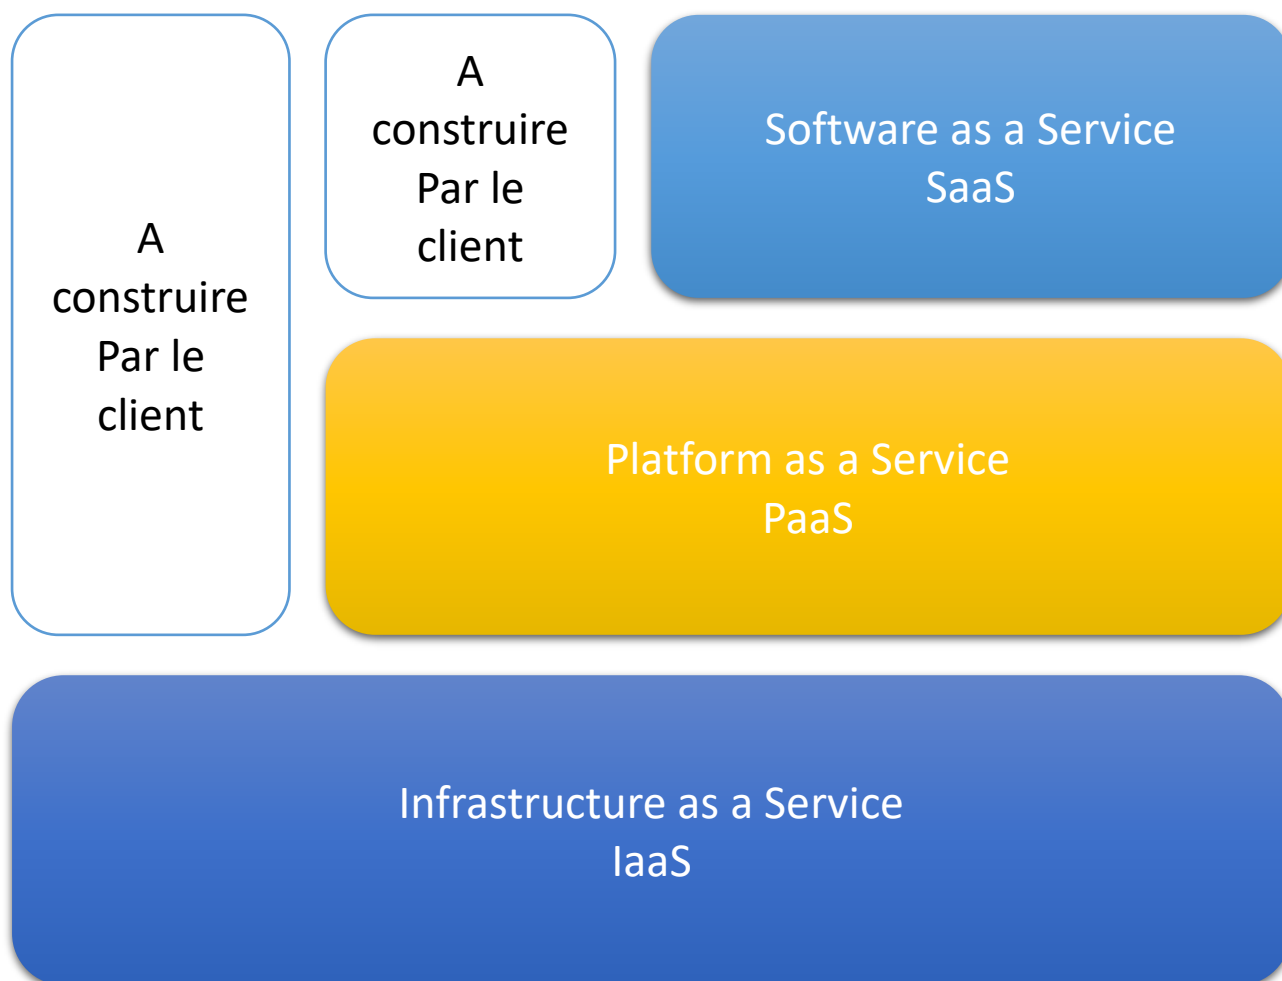 A
construire
Par le
client
A
construire
Par le
client
Software as a Service
SaaS
Platform as a Service
PaaS
Infrastructure as a Service
IaaS